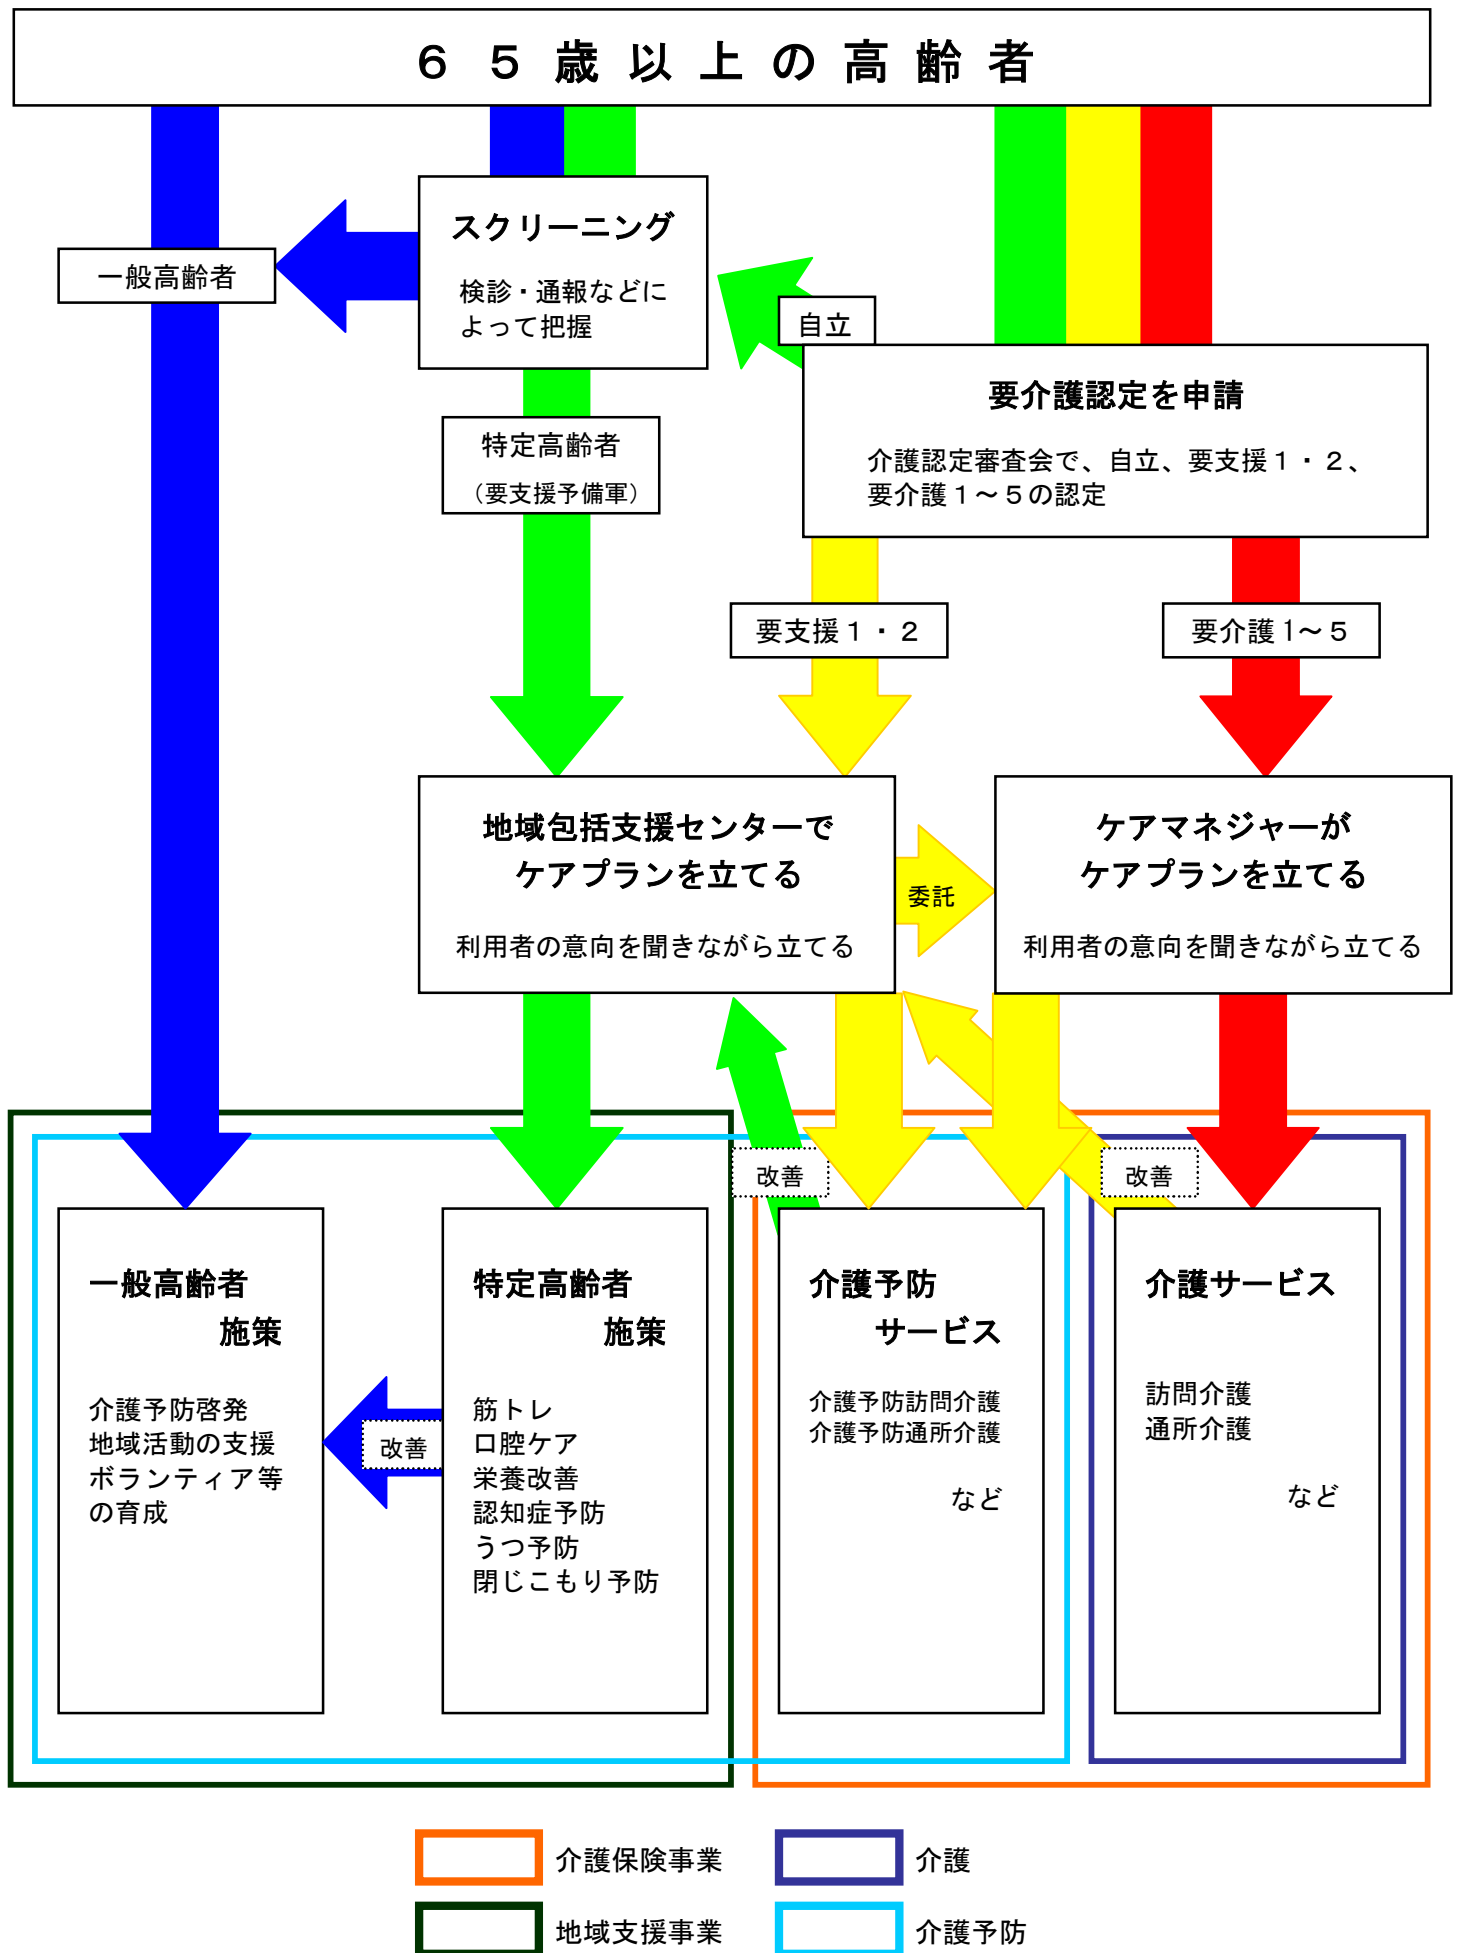 ６５歳以上の高齢者
スクリーニング
検診・通報などに
よって把握
一般高齢者
自立
要介護認定を申請
介護認定審査会で、自立、要支援１・２、
要介護１～５の認定
特定高齢者
（要支援予備軍）
要支援１・２
要介護1～５
地域包括支援センターで
ケアプランを立てる
利用者の意向を聞きながら立てる
委託
ケアマネジャーが
ケアプランを立てる
利用者の意向を聞きながら立てる
改善
改善
一般高齢者
施策
介護予防啓発
地域活動の支援
ボランティア等
の育成
改善
特定高齢者
施策
筋トレ
口腔ケア
栄養改善
認知症予防
うつ予防
閉じこもり予防
介護予防
サービス
介護予防訪問介護
介護予防通所介護
など
介護サービス
訪問介護
通所介護
など
介護保険事業
介護
地域支援事業
介護予防